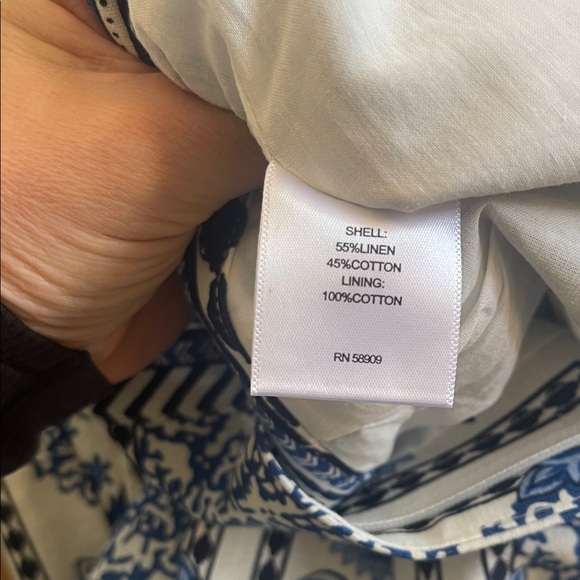 SHELL:
55%LINEN
45%COTTON
LINING:
100%COTTON
RN 58909